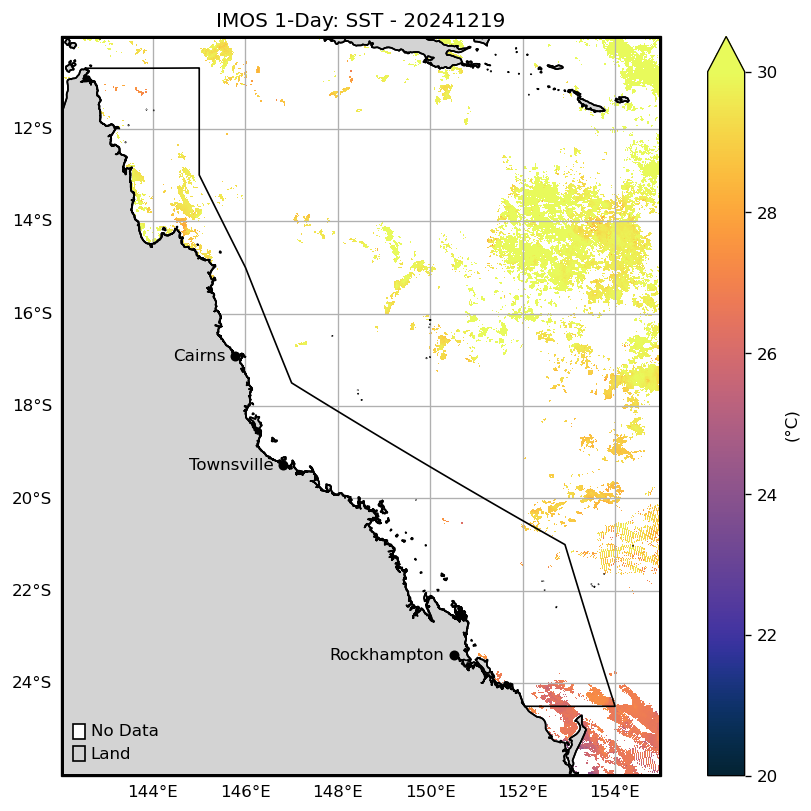 IMOS 1-Day: SST - 20241219
12°S
14°S
16°S
18°S
20°S
22°S
24°S
Cairns
Townsville
Rockhampton
No Data
Land
144°E 146°E 148°E 150°E 152°E 154°E
30
28
26
24
22
20
(°C)